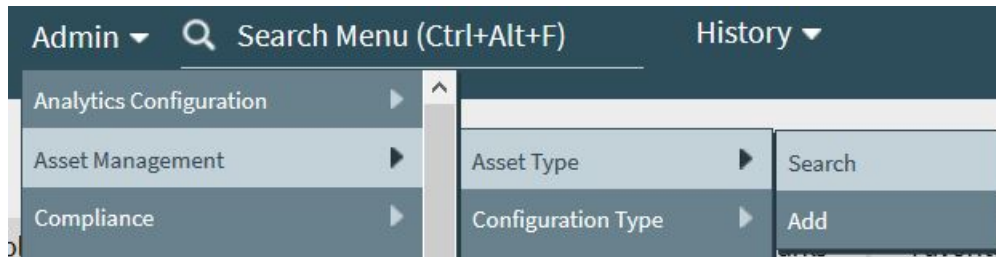 Admin Search Menu (Ctrl+Alt+F) History
Analytics Configuration
Asset Management Asset Type Search
Compliance Configuration Type Add